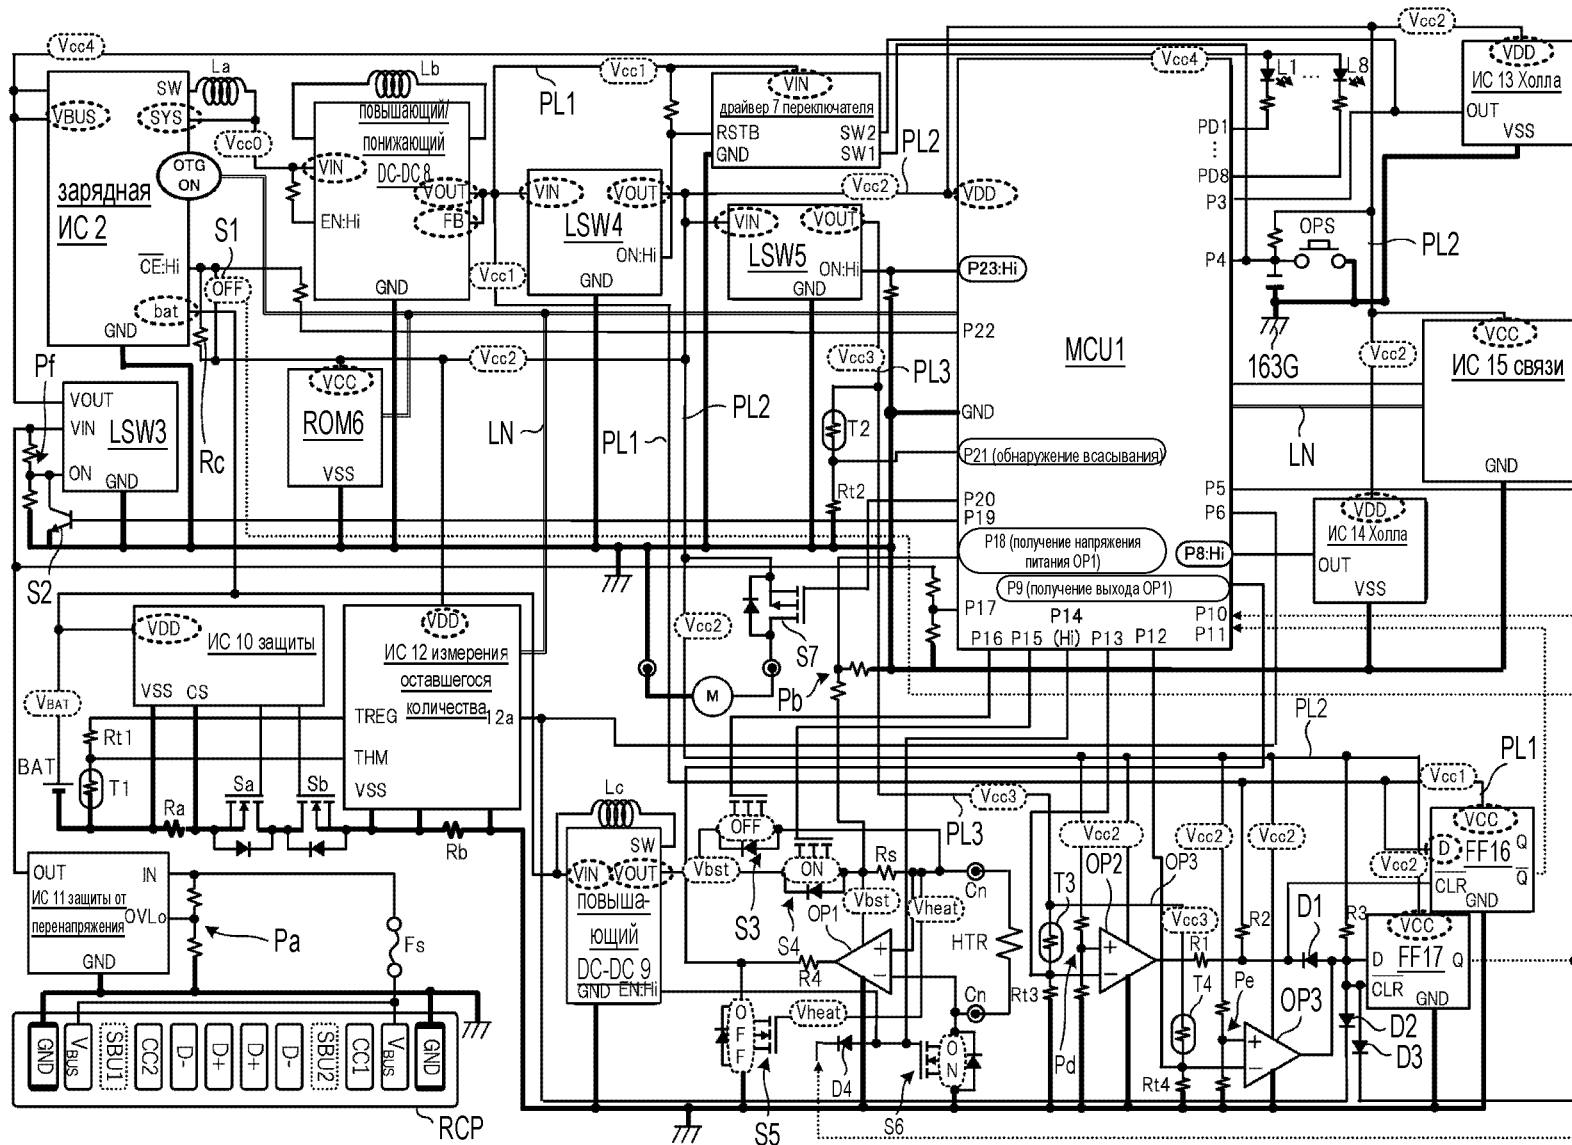 Vcc4
La
Lb
Vcc1
PL1
Vcc4
L1
...
L8
Vcc2
SW
VBUS
SYS
Vcc0
OTG
ON
зарядная
ИС 2
S1
CE:Hi
OFF
bat
GND
повышающий/
понижающий
DC-DC 8
VIN
EN:Hi
VOUT
FB
GND
VIN
VOUT
LSW4
ON:Hi
GND
Vcc1
VIN
драйвер 7 переключателя
RSTB
GND
SW2
SW1
PL2
Vcc2
VIN
VOUT
LSW5
ON:Hi
GND
VDD
P23:Hi
P22
MCU1
GND
P21 (обнаружение всасывания)
P20
P19
P18 (получение напряжения
питания OP1)
P9 (получение выхода OP1)
P17
P16
P15
P14
(Hi)
P13
P12
PD1
PD8
P3
P4
P5
P6
P8:Hi
P10
P11
VDD
ИС 13 Холла
OUT
VSS
OPS
PL2
163G
Vcc2
VCC
ИС 15 связи
GND
LN
VDD
ИС 14 Холла
OUT
VSS
Pf
VOUT
VIN
LSW3
ON
GND
S2
Rc
VCC
ROM6
VSS
Vcc2
LN
PL1
PL2
Vcc3
PL3
T2
Rt2
VDD
ИС 10 защиты
VSS
CS
VBAT
Rt1
BAT
T1
Ra
Sa
Sb
VDD
ИС 12 измерения
оставшегося
количества
12a
TREG
THM
VSS
Rb
Vcc2
S7
M
Pb
OUT
IN
ИС 11 защиты от
перенапряжения
OVLo
GND
Pa
Fs
GND
VBUS
SBU1
CC2
D-
D+
D+
D-
SBU2
CC1
VBUS
GND
RCP
Lc
SW
VIN
VOUT
повыша-
ющий
DC-DC 9
GND
EN:Hi
Vbst
OFF
S3
ON
S4
OP1
Rs
Vbst
Vheat
R4
Cn
HTR
Cn
OFF
S5
Vheat
D4
S6
ON
PL3
Vcc3
T3
Rt3
Pd
Vcc2
OP2
OP3
Vcc3
R1
T4
Rt4
Vcc2
R2
Pe
Vcc2
OP3
D1
R3
D2
D3
PL2
Vcc1
PL1
VCC
D
Q
FF16
Q
CLR
GND
Vcc2
VCC
D
FF17
Q
CLR
GND